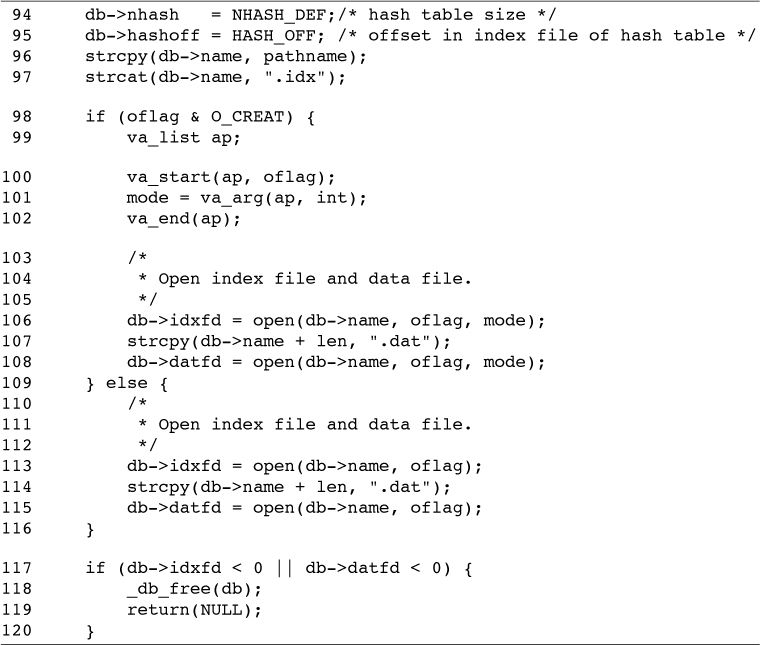 94     db->nhash   = NHASH_DEF;/* hash table size */
95     db->hashoff = HASH_OFF; /* offset in index file of hash table */
96     strcpy(db->name, pathname);
97     strcat(db->name, ".idx");
98     if (oflag & O_CREAT) {
99         va_list ap;
100         va_start(ap, oflag);
101         mode = va_arg(ap, int);
102         va_end(ap);
103         /*
104          * Open index file and data file.
105          */
106         db->idxfd = open(db->name, oflag, mode);
107         strcpy(db->name + len, ".dat");
108         db->datfd = open(db->name, oflag, mode);
109     } else {
110         /*
111          * Open index file and data file.
112          */
113         db->idxfd = open(db->name, oflag);
114         strcpy(db->name + len, ".dat");
115         db->datfd = open(db->name, oflag);
116     }
117     if (db->idxfd < 0 || db->datfd < 0) {
118         _db_free(db);
119         return(NULL);
120     }